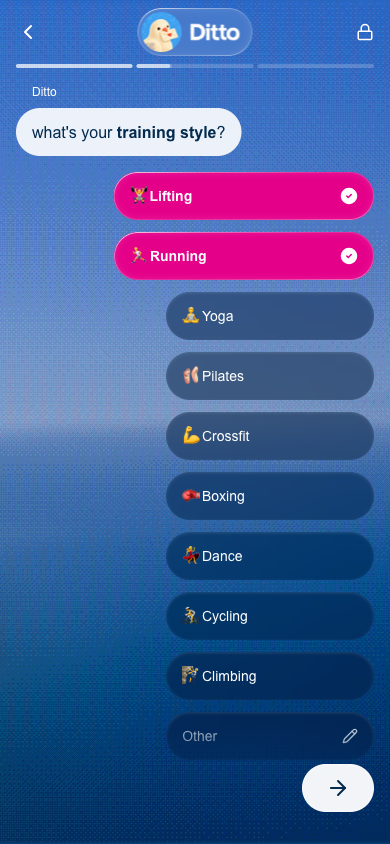 Ditto
Ditto
what's your training style?
Lifting
Running
Yoga
Pilates
Crossfit
Boxing
Dance
Cycling
Climbing
Other